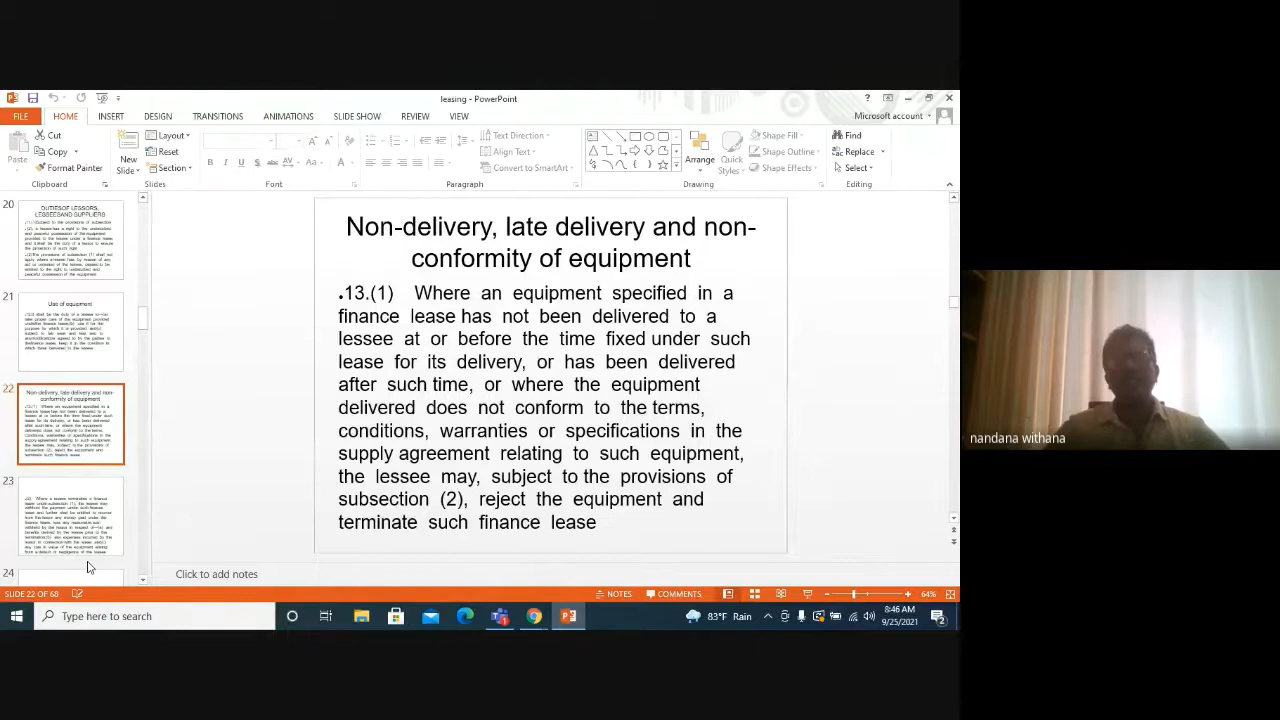 leasing - PowerPoint
FILE HOME INSERT DESIGN TRANSITIONS ANIMATIONS SLIDE SHOW REVIEW VIEW Microsoft account
Paste
Cut
Copy
Format Painter
Clipboard
New
Slide
Layout
Reset
Section
Slides
Font
Text Direction
Align Text
Convert to SmartArt
Paragraph
Arrange
Quick
Styles
Shape Fill
Shape Outline
Shape Effects
Drawing
Find
Replace
Select
Editing
20
DUTIES OF LESSORS,
LESSEES AND SUPPLIERS
21
Use of equipment
22
Non-delivery, late delivery and non-
conformity of equipment
23
24
Non-delivery, late delivery and non-
conformity of equipment
•13.(1) Where an equipment specified in a
finance lease has not been delivered to a
lessee at or before the time fixed under such
lease for its delivery, or has been delivered
after such time, or where the equipment
delivered does not conform to the terms,
conditions, warranties or specifications in the
supply agreement relating to such equipment,
the lessee may, subject to the provisions of
subsection (2), reject the equipment and
terminate such finance lease
Click to add notes
SLIDE 22 OF 68
NOTES COMMENTS 64%
Type here to search
83°F Rain
8:46 AM
9/25/2021
nandana withana